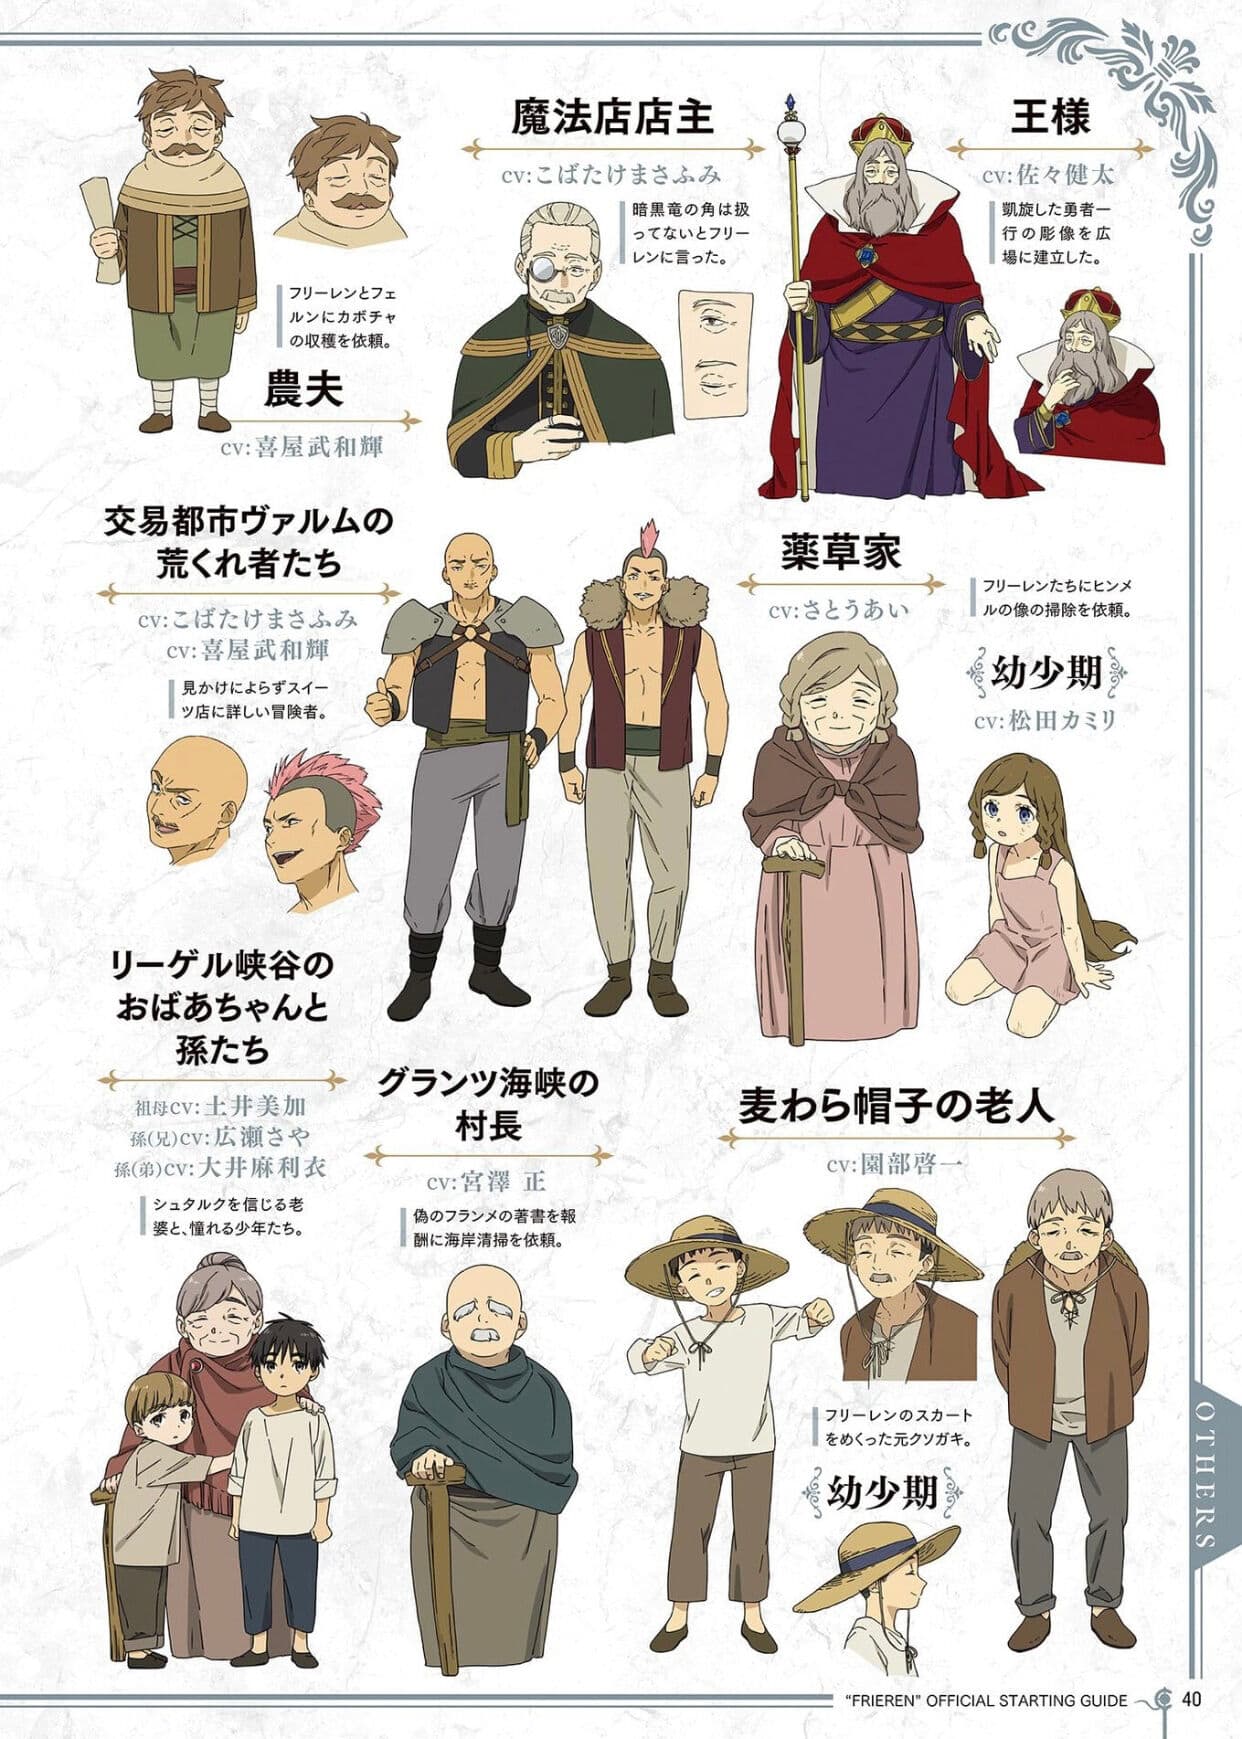 魔法店店主
cv:こばたけまさふみ
暗黒竜の角は扱
ってないとフリー
レンに言った。
王様
cv:佐々健太
凱旋した勇者一
行の彫像を広
場に建立した。
フリーレンとフェ
ルンにカボチャ
の収穫を依頼。
農夫
cv:喜屋武和輝
交易都市ヴァルムの
荒くれ者たち
cv:こばたけまさふみ
cv:喜屋武和輝
見かけによらずスイー
ツ店に詳しい冒険者。
薬草家
cv:さとうあい
フリーレンたちにヒンメ
ルの像の掃除を依頼。
幼少期
cv:松田カミリ
リーゲル峡谷の
おばあちゃんと
孫たち
祖母cv:土井美加
孫(兄)cv:広瀬さや
孫(弟)cv:大井麻利衣
シュタルクを信じる老
婆と、憧れる少年たち。
グランツ海峡の
村長
cv:宮澤 正
偽のフランメの著書を報
酬に海岸清掃を依頼。
麦わら帽子の老人
cv:園部啓一
フリーレンのスカート
をめくった元クソガキ。
幼少期
OTHERS
"FRIEREN" OFFICIAL STARTING GUIDE
40